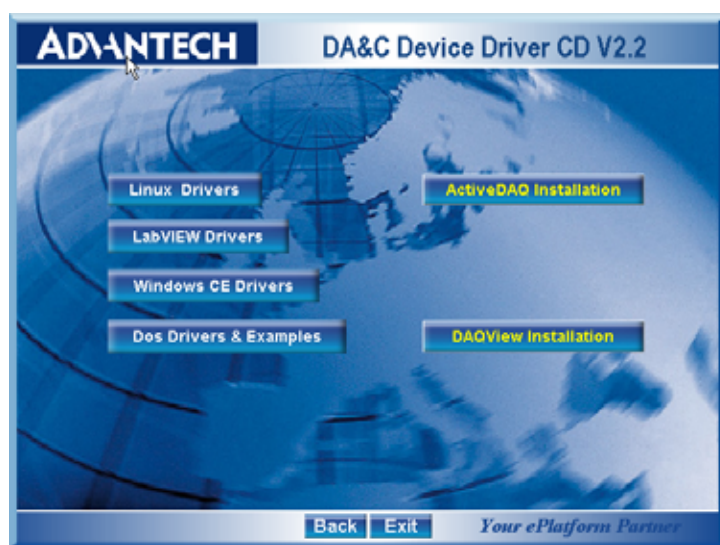 ADVANTECH
DA&C Device Driver CD V2.2
Linux Drivers
ActiveDAQ Installation
LabVIEW Drivers
Windows CE Drivers
Dos Drivers & Examples
DAQView Installation
Back
Exit
Your ePlatform Partner